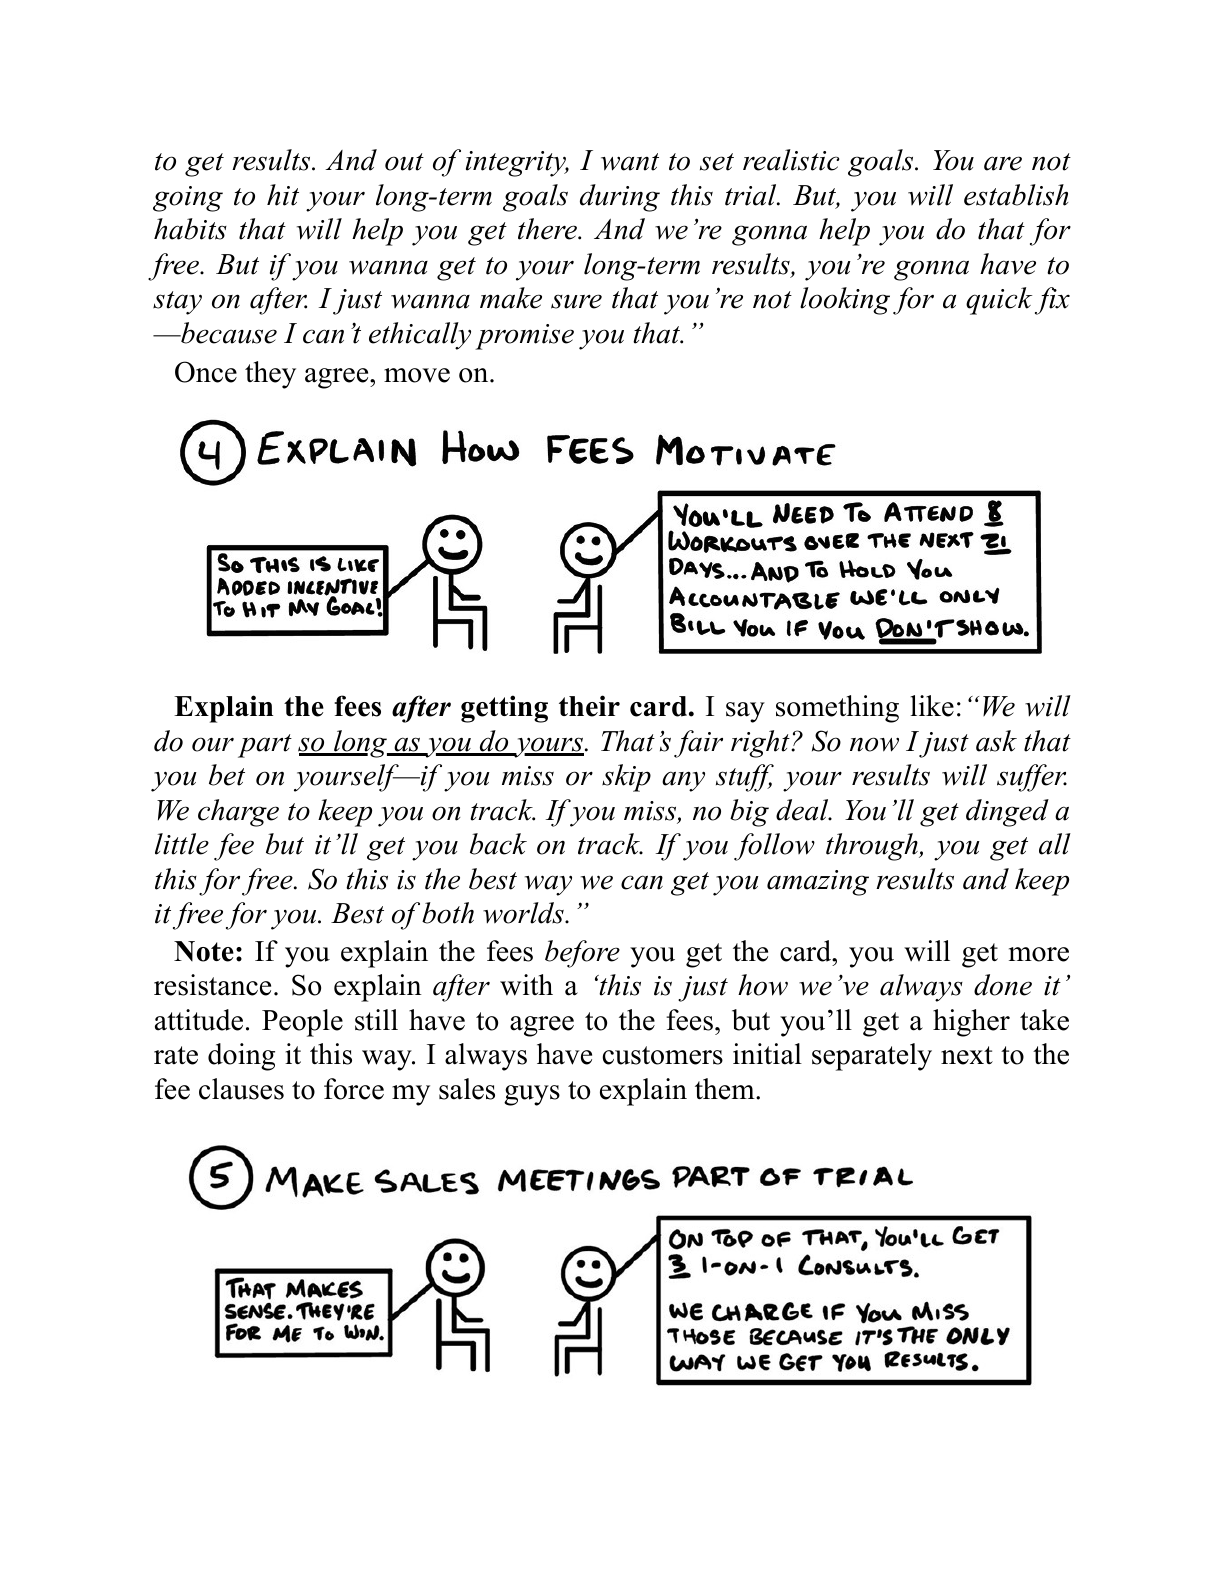 to get results. And out of integrity, I want to set realistic goals. You are not
going to hit your long-term goals during this trial. But, you will establish
habits that will help you get there. And we’re gonna help you do that for
free. But if you wanna get to your long-term results, you’re gonna have to
stay on after. I just wanna make sure that you’re not looking for a quick fix
—because I can’t ethically promise you that.”
Once they agree, move on.
4 EXPLAIN HOW FEES MOTIVATE
SO THIS IS LIKE
ADDED INCENTIVE
TO HIT MY GOAL!
YOU'LL NEED TO ATTEND 8
WORKOUTS OVER THE NEXT 21
DAYS...AND TO HOLD YOU
ACCOUNTABLE WE'LL ONLY
BILL YOU IF YOU DON'T SHOW.
Explain the fees after getting their card. I say something like:“We will
do our part so long as you do yours. That’s fair right? So now I just ask that
you bet on yourself—if you miss or skip any stuff, your results will suffer.
We charge to keep you on track. If you miss, no big deal. You’ll get dinged a
little fee but it’ll get you back on track. If you follow through, you get all
this for free. So this is the best way we can get you amazing results and keep
it free for you. Best of both worlds.”
Note: If you explain the fees before you get the card, you will get more
resistance. So explain after with a ‘this is just how we’ve always done it’
attitude. People still have to agree to the fees, but you’ll get a higher take
rate doing it this way. I always have customers initial separately next to the
fee clauses to force my sales guys to explain them.
5 MAKE SALES MEETINGS PART OF TRIAL
THAT MAKES
SENSE. THEY'RE
FOR ME TO WIN.
ON TOP OF THAT, YOU'LL GET
3 1-ON-1 CONSULTS.
WE CHARGE IF YOU MISS
THOSE BECAUSE IT'S THE ONLY
WAY WE GET YOU RESULTS.